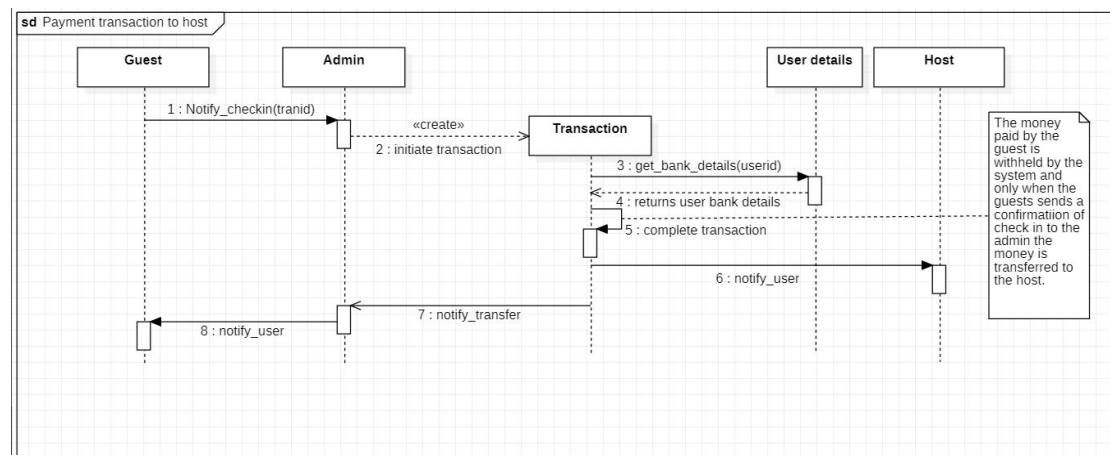 sd Payment transaction to host
Guest
Admin
User details
Host
1 : Notify_checkin(tranid)
«create»
2 : initiate transaction
Transaction
3 : get_bank_details(userid)
4 : returns user bank details
5 : complete transaction
6 : notify_user
7 : notify_transfer
8 : notify_user
The money
paid by the
guest is
withheld by the
system and
only when the
guests sends a
confirmatiion of
check in to the
admin the
money is
transferred to
the host.